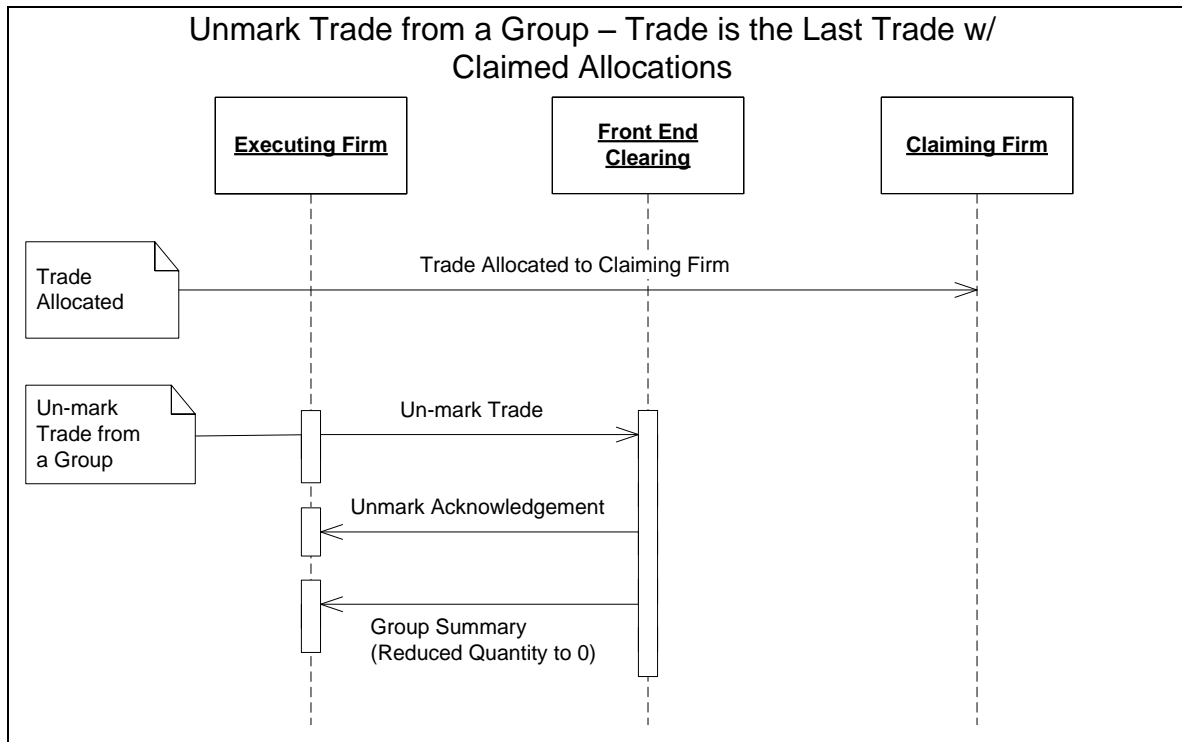 Unmark Trade from a Group – Trade is the Last Trade w/
Claimed Allocations
Executing Firm
Front End
Clearing
Claiming Firm
Trade
Allocated
Trade Allocated to Claiming Firm
Un-mark
Trade from
a Group
Un-mark Trade
Unmark Acknowledgement
Group Summary
(Reduced Quantity to 0)